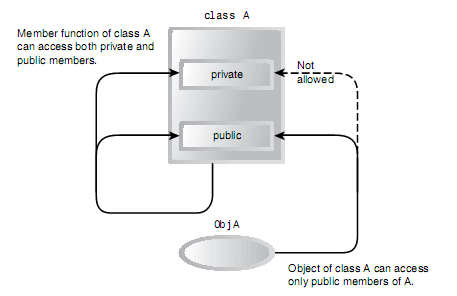 class A
Member function of class A
can access both private and
public members.
private
Not
allowed
public
ObjA
Object of class A can access
only public members of A.